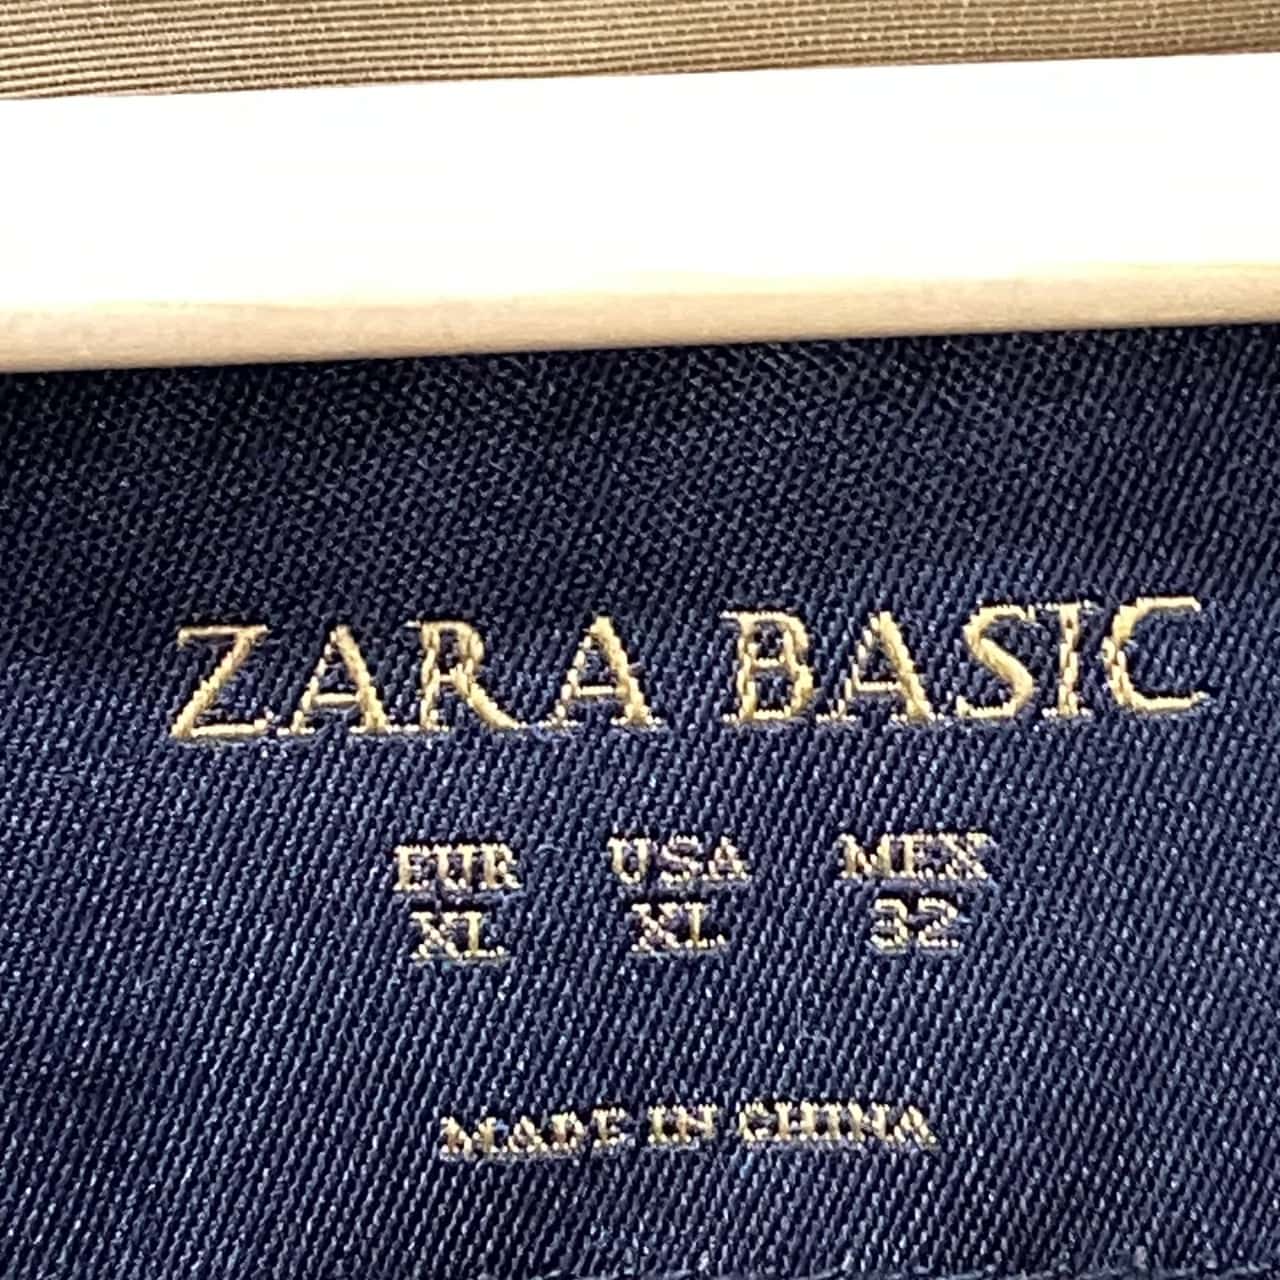 ZARA BASIC
EUR USA MEX
XL XL 32
MADE IN CHINA